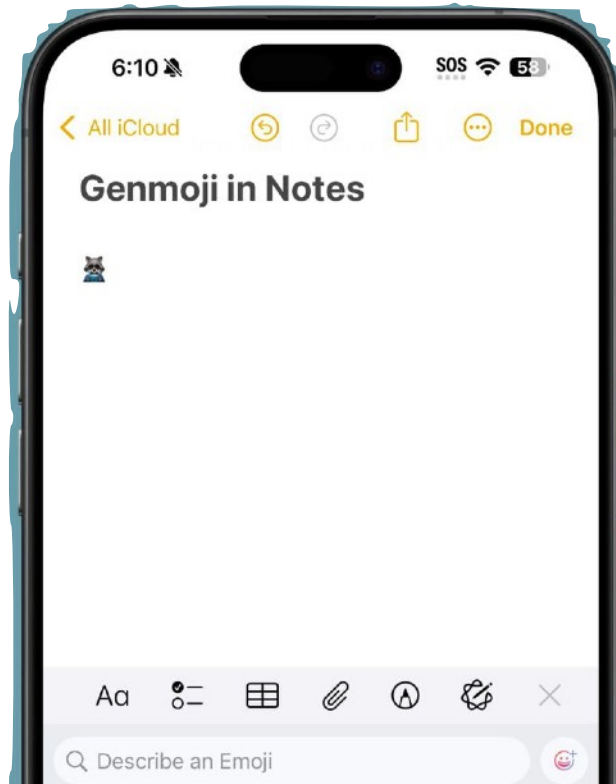 6:10 SOS 58
All iCloud Done
Genmoji in Notes
Aa
Describe an Emoji